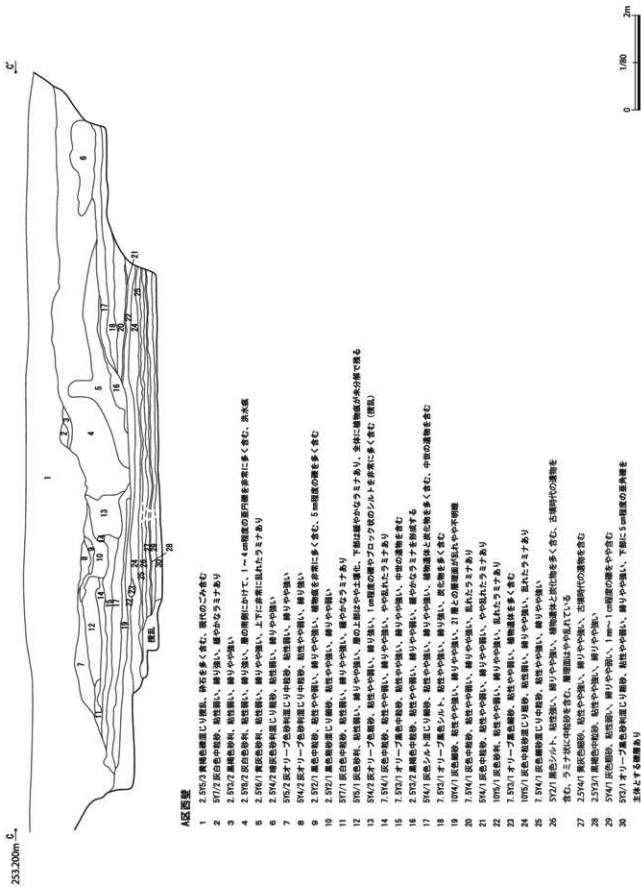 253.200m
C
C'
1
2
3
4
5
6
7
8
9
10
11
12
13
14
15
16
17
18
19
20
21
22
23
24
25
26
27
28
29
30
撹乱
1/80
2m
A区西壁
1 2.5Y5/3 黄褐色礫混じり撹乱、砕石を多く含む、現代のごみ含む
2 5Y7/2 灰白色中粒砂、粘性弱い、締り強い、緩やかなラミナあり
3 2.5Y3/2 黒褐色砂利、粘性弱い、締りやや強い
4 2.5Y8/2 灰白色砂利、粘性弱い、締り強い、層の南側にかけて、1～4㎝程度の亜円礫を非常に多く含む、洪水痕
5 2.5Y6/1 黄灰色砂利、粘性弱い、締りやや強い、上下に非常に乱れたラミナあり
6 5Y4/2 暗灰色砂利混じり粗砂、粘性弱い、締りやや強い
7 5Y5/2 灰オリーブ色砂利混じり中粒砂、粘性弱い、締りやや強い
8 5Y4/2 灰オリーブ色砂利混じり中粒砂、粘性やや弱い、締り強い
9 2.5Y2/1 黒色中粒砂、粘性やや弱い、締りやや強い、植物痕を非常に多く含む、5㎜程度の礫を多く含む
10 2.5Y2/1 黒色粗砂混じり細砂、粘性やや強い、締りやや弱い
11 5Y7/1 灰白色中粒砂、粘性弱い、締りやや強い、緩やかなラミナあり
12 5Y5/1 灰色砂利、粘性弱い、締りやや強い、層の上部はやや土壌化、下部は緩やかなラミナあり、全体に植物痕が未分解で残る
13 5Y4/2 灰オリーブ色粗砂、粘性やや弱い、締り強い、1㎝程度の礫やブロック状のシルトを非常に多く含む（撹乱）
14 7.5Y4/1 灰色中粒砂、粘性やや弱い、締りやや強い、やや乱れたラミナあり
15 7.5Y3/1 オリーブ黒色中粒砂、粘性やや強い、締りやや強い、中世の遺物を含む
16 2.5Y3/2 黒褐色中粒砂、粘性やや弱い、締りやや弱い、緩やかなラミナを形成する
17 5Y4/1 灰色シルト混じり細砂、粘性やや強い、締りやや強い、植物遺体と炭化物を多く含む、中世の遺物を含む
18 7.5Y3/1 オリーブ黒色シルト、粘性やや強い、締り強い、炭化物を多く含む
19 10Y4/1 灰色細砂、粘性やや強い、締りやや強い、21層との層理面が乱れやや不明瞭
20 7.5Y4/1 灰色中粒砂、粘性やや弱い、締りやや弱い、乱れたラミナあり
21 5Y4/1 灰色中粒砂、粘性やや弱い、締りやや弱い、やや乱れたラミナあり
22 10Y5/1 灰色砂利、粘性弱い、締りやや強い、乱れたラミナあり
23 7.5Y3/1 オリーブ黒色細砂、粘性やや弱い、植物遺体を多く含む
24 10Y5/1 灰色中粒砂混じり粗砂、粘性弱い、締りやや強い、乱れたラミナあり
25 7.5Y4/1 灰色細砂混じり中粒砂、粘性やや強い、締りやや強い
26 5Y2/1 黒色シルト、粘性強い、締りやや強い、植物遺体と炭化物を多く含む、古墳時代の遺物を
含む、ラミナ状に中粒砂を含む、層理面はやや乱れている
27 2.5Y4/1 黄灰色細砂、粘性やや強い、締りやや強い、古墳時代の遺物を含む
28 2.5Y3/1 黒褐色中粒砂、粘性やや強い、締りやや強い
29 5Y4/1 灰色粗砂、粘性弱い、締りやや弱い、1㎜～1㎝程度の礫をやや含む
30 5Y3/1 オリーブ黒色砂利混じり粗砂、粘性やや弱い、締りやや強い、下部に5㎝程度の亜角礫を
主体とする礫層あり